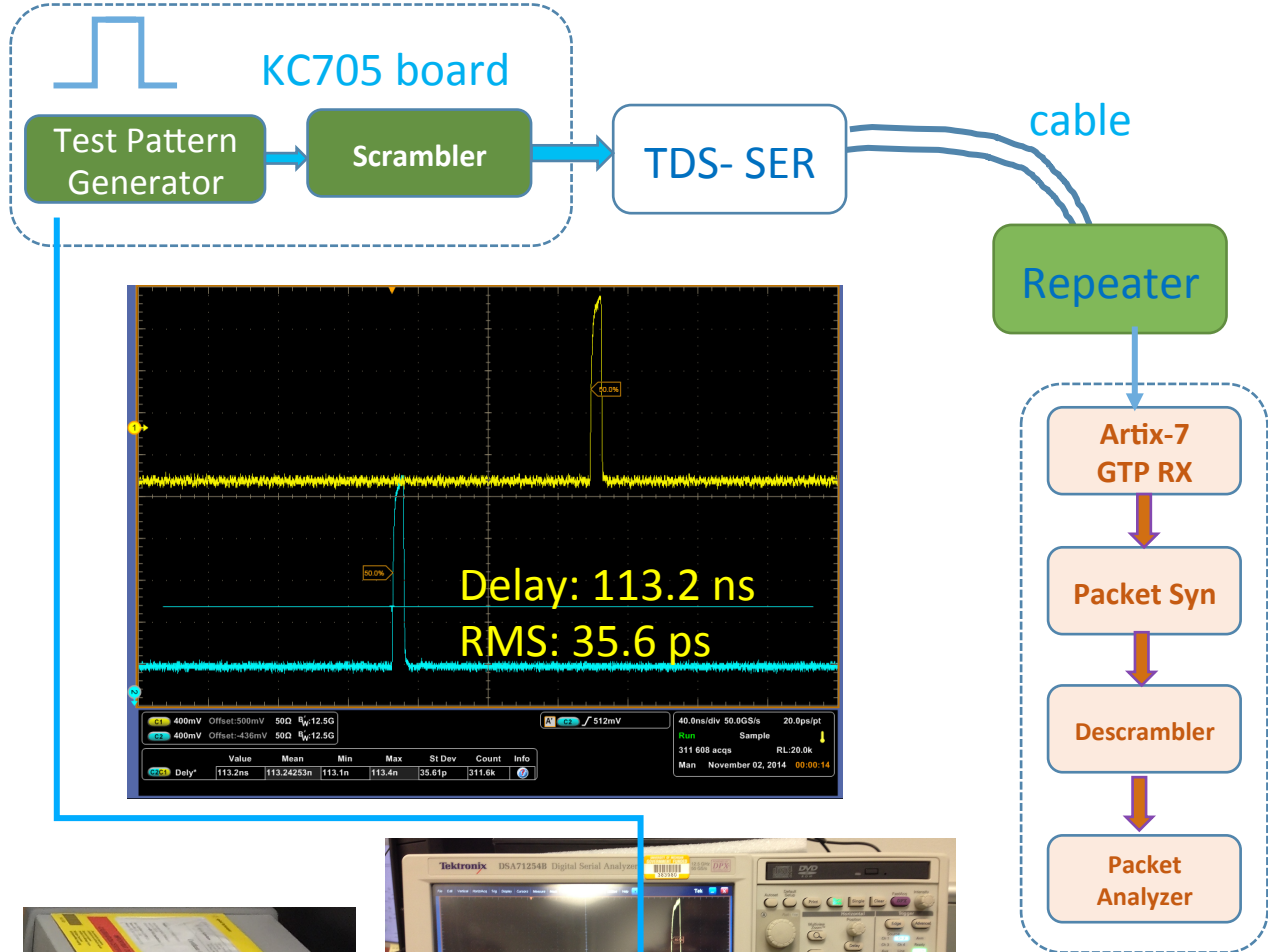 KC705 board
Test Pattern
Generator
Scrambler
TDS- SER
cable
Repeater
Artix-7
GTP RX
Packet Syn
Descrambler
Packet
Analyzer
1
50.0%
50.0%
Delay: 113.2 ns
RMS: 35.6 ps
2
C1 400mV Offset:500mV 50Ω BW:12.5G
C2 400mV Offset:-436mV 50Ω BW:12.5G
A' C2 512mV
40.0ns/div 50.0GS/s 20.0ps/pt
Run Sample
311 608 acqs RL:20.0k
Man November 02, 2014 00:00:14
Value Mean Min Max St Dev Count Info
C2C1 Dely* 113.2ns 113.24253n 113.1n 113.4n 35.61p 311.6k
Tektronix DSA71254B Digital Serial Analyzer
DPX
DVD